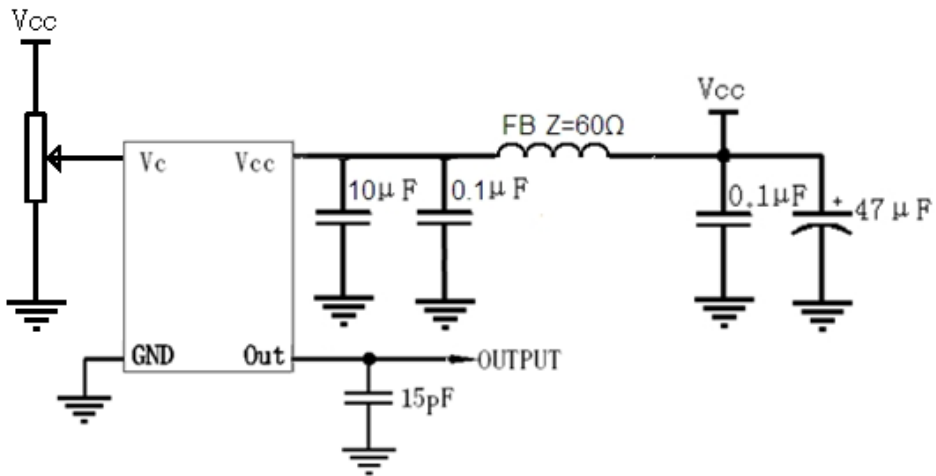 Vcc
Vcc
FB Z=60Ω
Vc
Vcc
10μF
0.1μF
0.1μF
+
47μF
GND
Out
OUTPUT
15pF